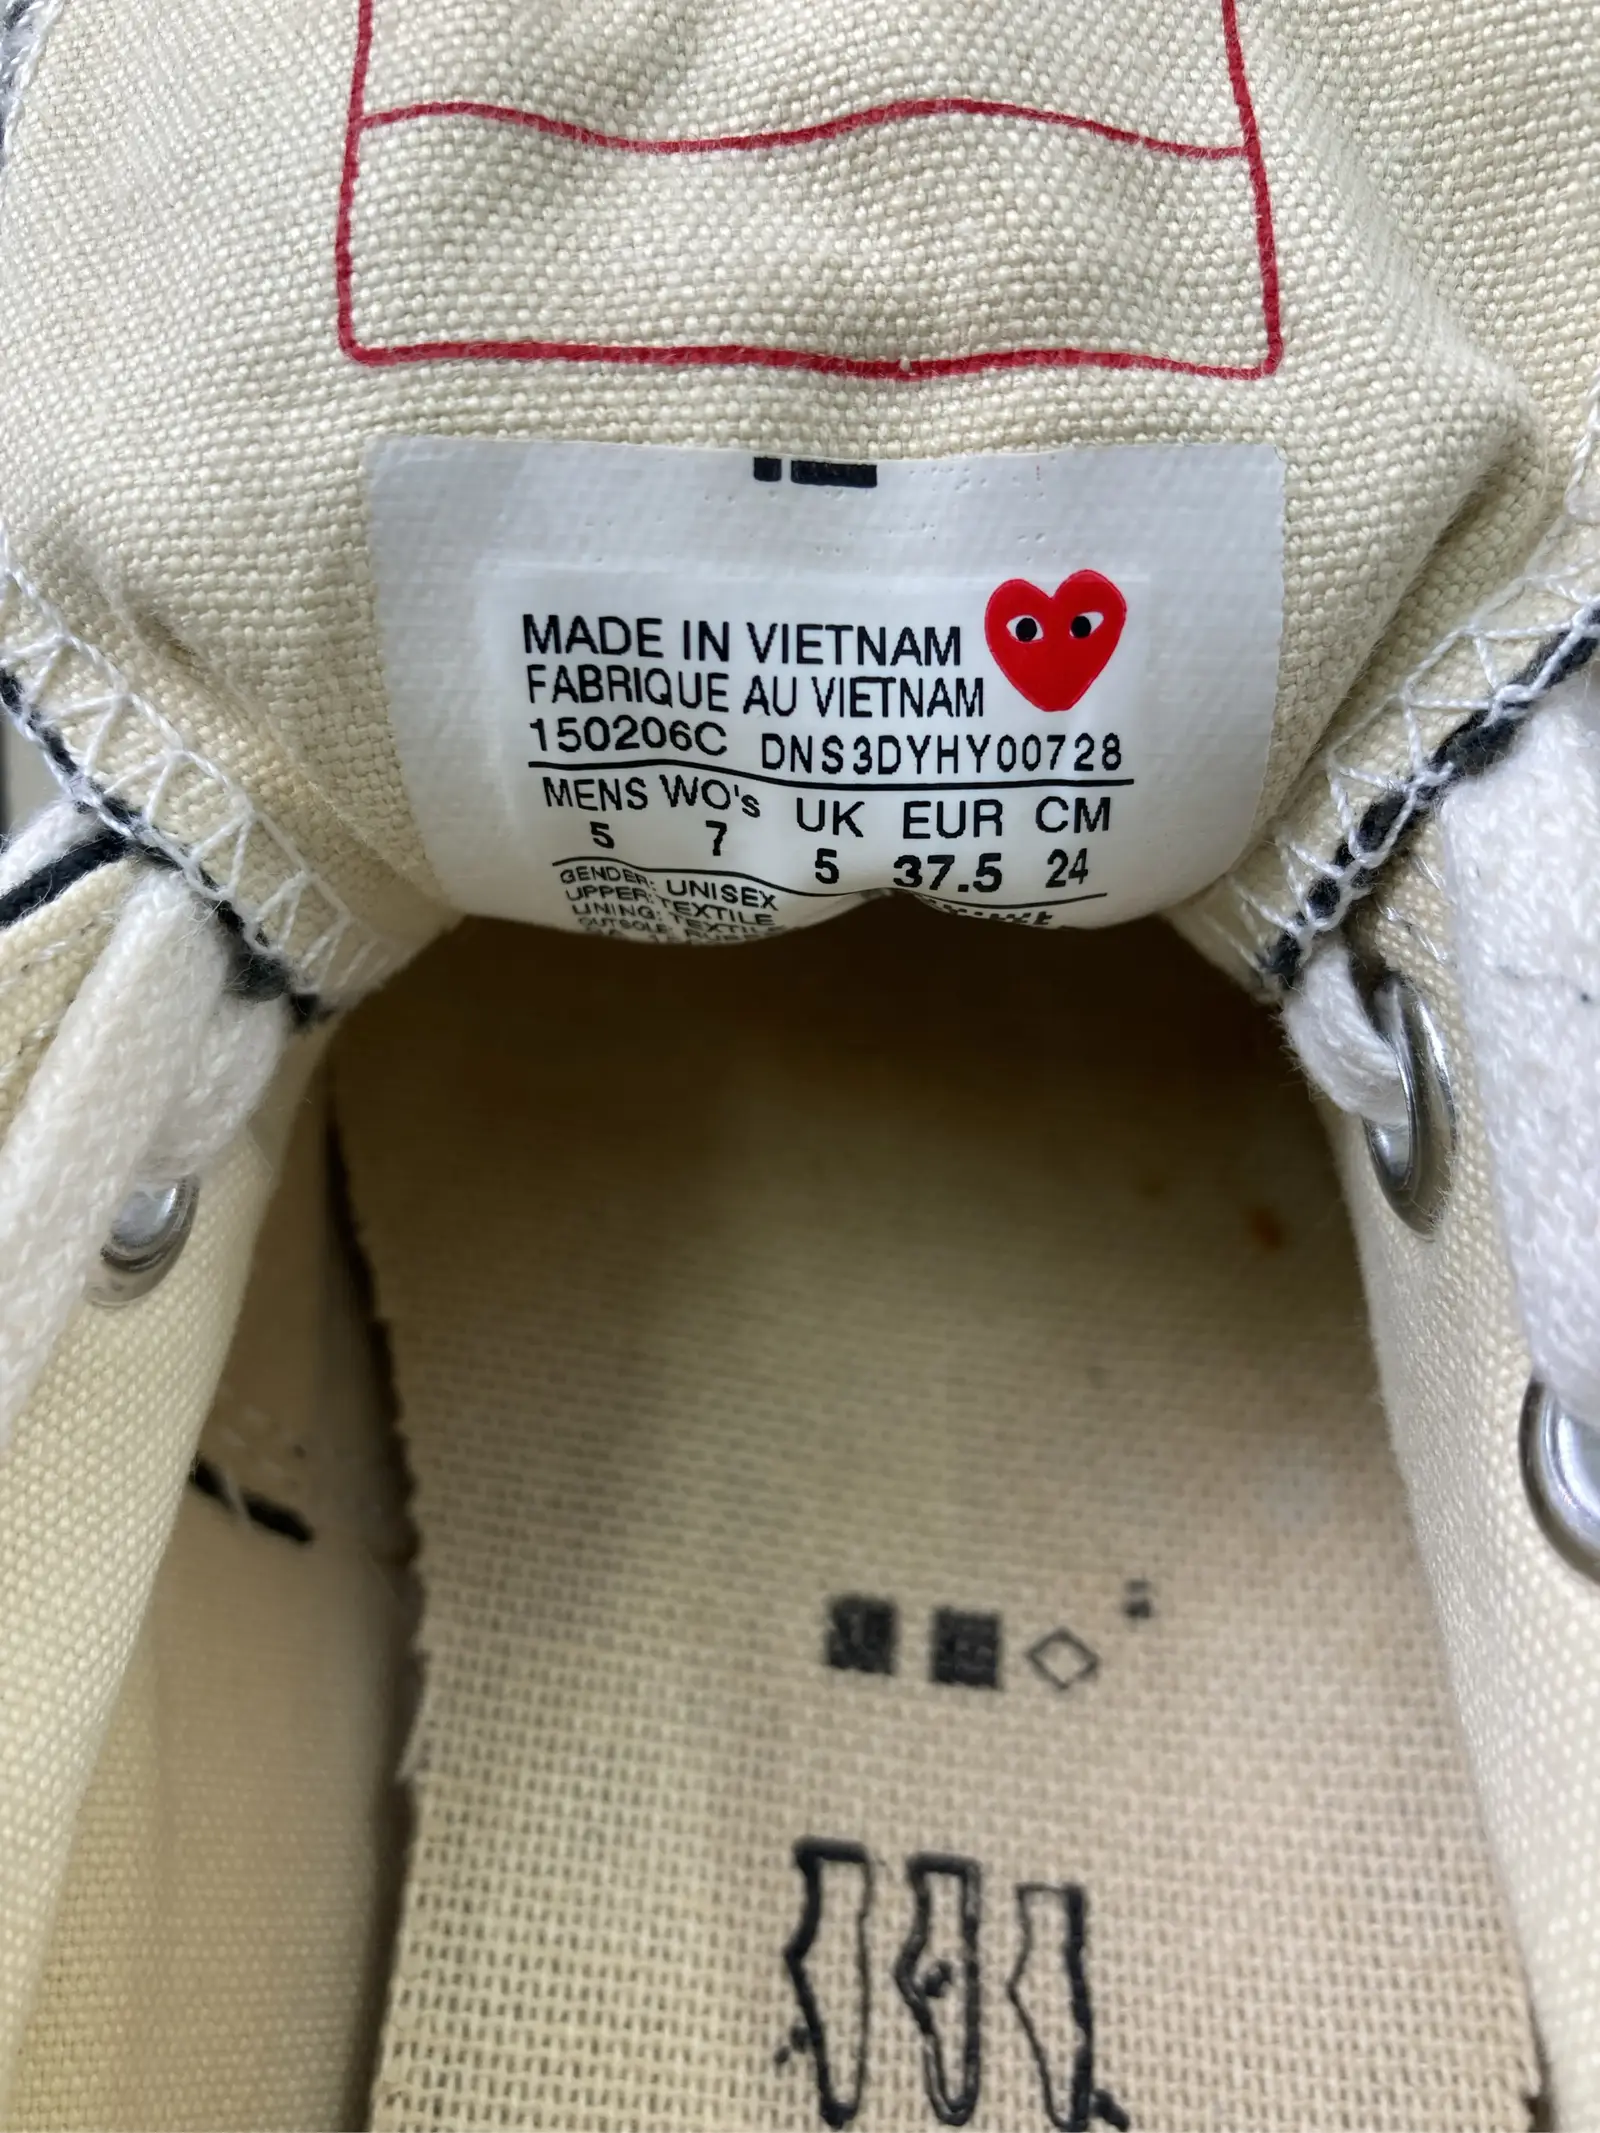 MADE IN VIETNAM
FABRIQUE AU VIETNAM
150206C DNS3DYHY00728
MENS WO's UK EUR CM
5 7 5 37.5 24
GENDER: UNISEX
UPPER: TEXTILE
LINING: TEXTILE
OUTSOLE: